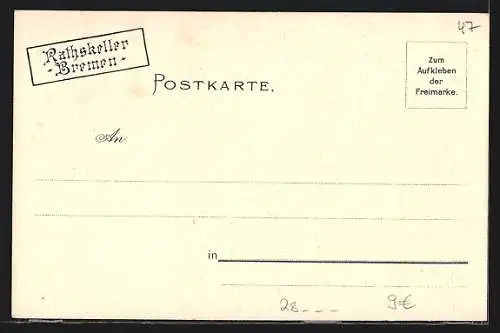 47
Rathskeller
- Bremen -
POSTKARTE.
Zum
Aufkleben
der
Freimarke.
An
in
28 - - -
9€